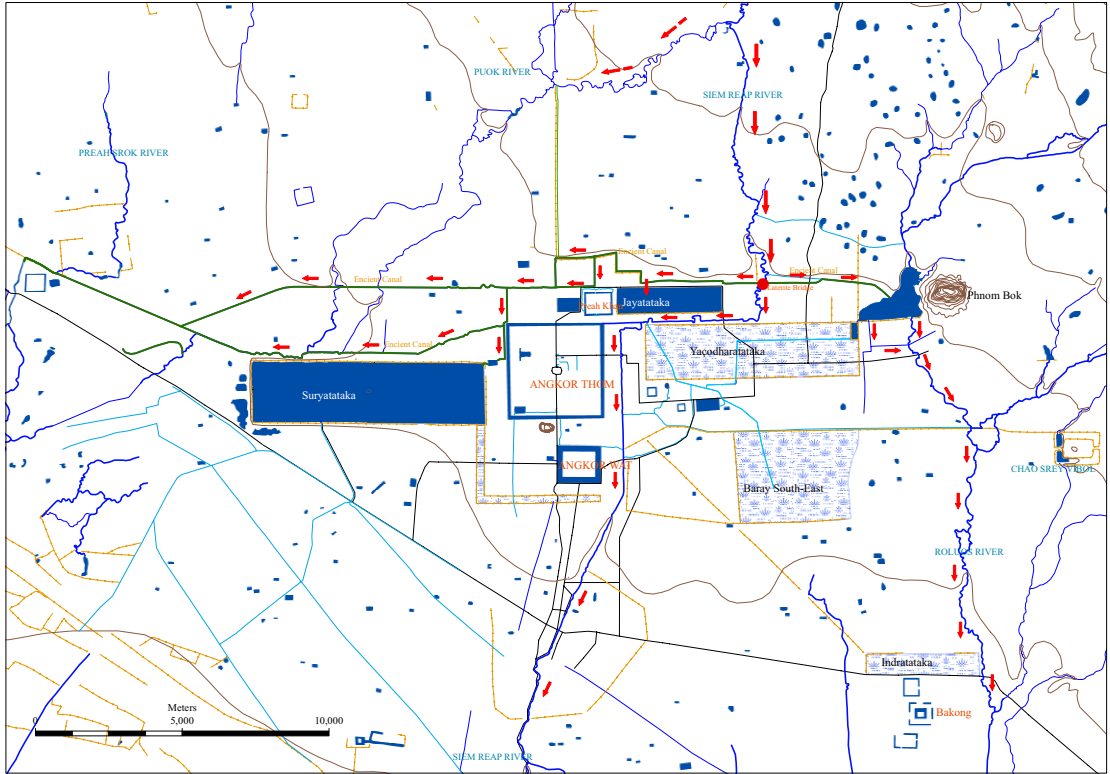 PUOK RIVER
SIEM REAP RIVER
PREAH SROK RIVER
Encient Canal
Encient Canal
Encient Canal
Laterite Bridge
Phnom Bok
Jayatataka
Yaçodharatataka
Encient Canal
ANGKOR THOM
Suryatataka
ANGKOR WAT
CHAO SREY VIBOL
Baray South-East
ROLUOS RIVER
Indratataka
Bakong
Meters
0 5,000 10,000
SIEM REAP RIVER